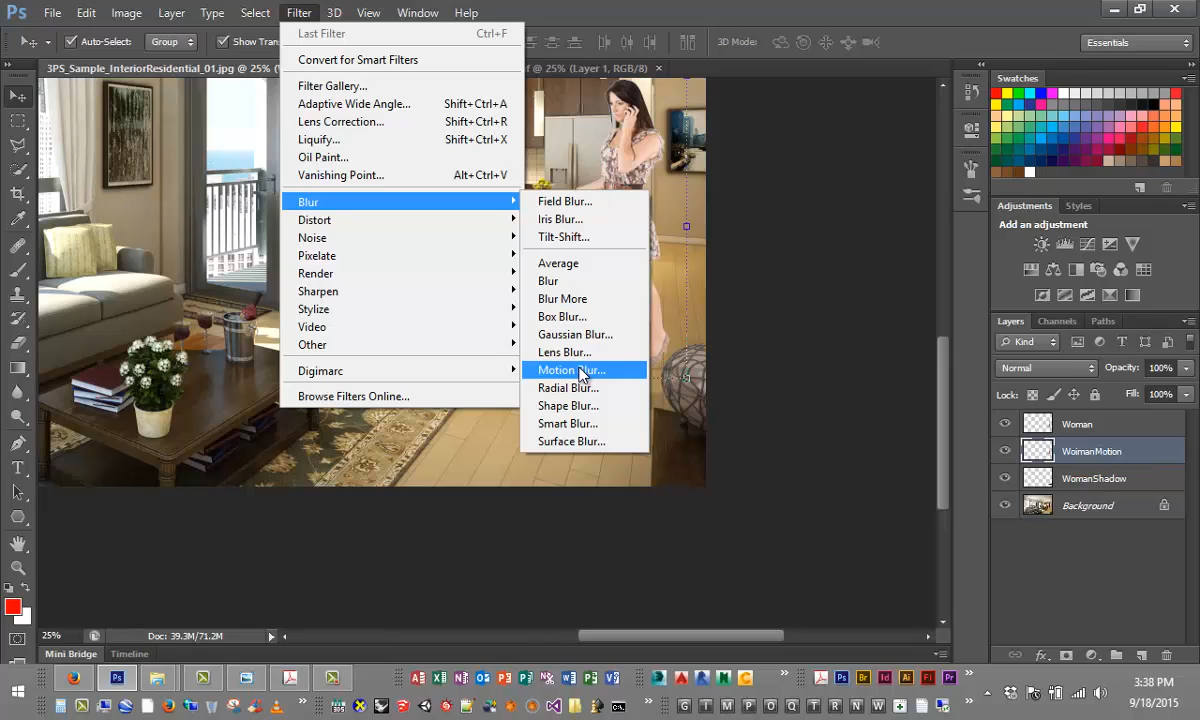 Ps File Edit Image Layer Type Select Filter 3D View Window Help
Auto-Select: Group Show Tran 3D Mode: Essentials
3PS_Sample_InteriorResidential_01.jpg @ 25% (
f @ 25% (Layer 1, RGB/8) ×
Last Filter Ctrl+F
Convert for Smart Filters
Filter Gallery...
Adaptive Wide Angle... Shift+Ctrl+A
Lens Correction... Shift+Ctrl+R
Liquify... Shift+Ctrl+X
Oil Paint...
Vanishing Point... Alt+Ctrl+V
Blur
Distort
Noise
Pixelate
Render
Sharpen
Stylize
Video
Other
Digimarc
Browse Filters Online...
Field Blur...
Iris Blur...
Tilt-Shift...
Average
Blur
Blur More
Box Blur...
Gaussian Blur...
Lens Blur...
Motion Blur...
Radial Blur...
Shape Blur...
Smart Blur...
Surface Blur...
Swatches
Adjustments Styles
Add an adjustment
Layers Channels Paths
Kind
Normal Opacity: 100%
Lock: Fill: 100%
Woman
WoimanMotion
WomanShadow
Background
25% Doc: 39.3M/71.2M
Mini Bridge Timeline
3:38 PM
9/18/2015